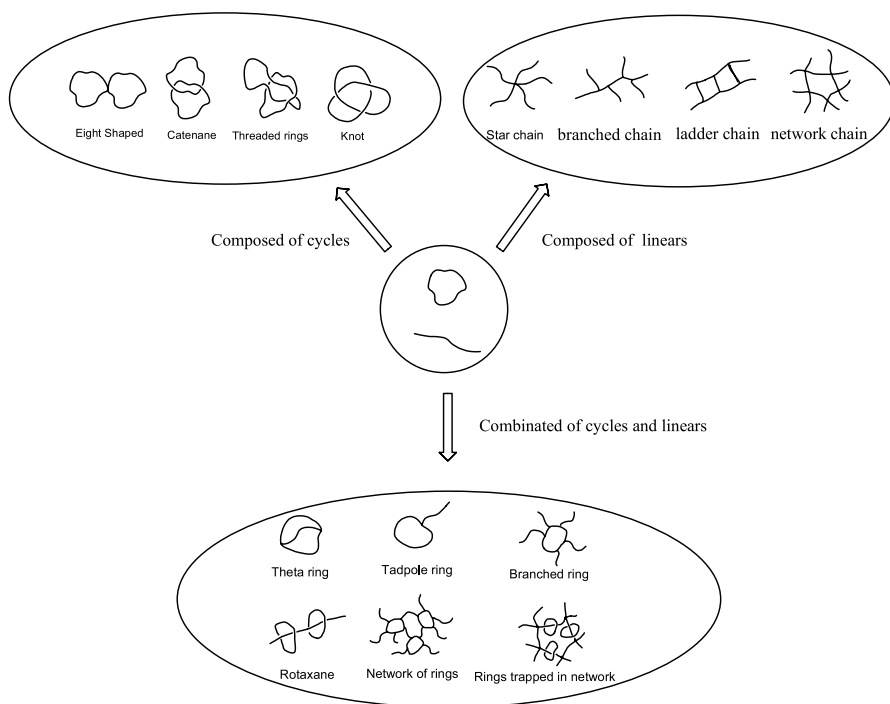 Eight Shaped
Catenane
Threaded rings
Knot
Star chain
branched chain
ladder chain
network chain
Composed of cycles
Composed of linears
Combinated of cycles and linears
Theta ring
Tadpole ring
Branched ring
Rotaxane
Network of rings
Rings trapped in network